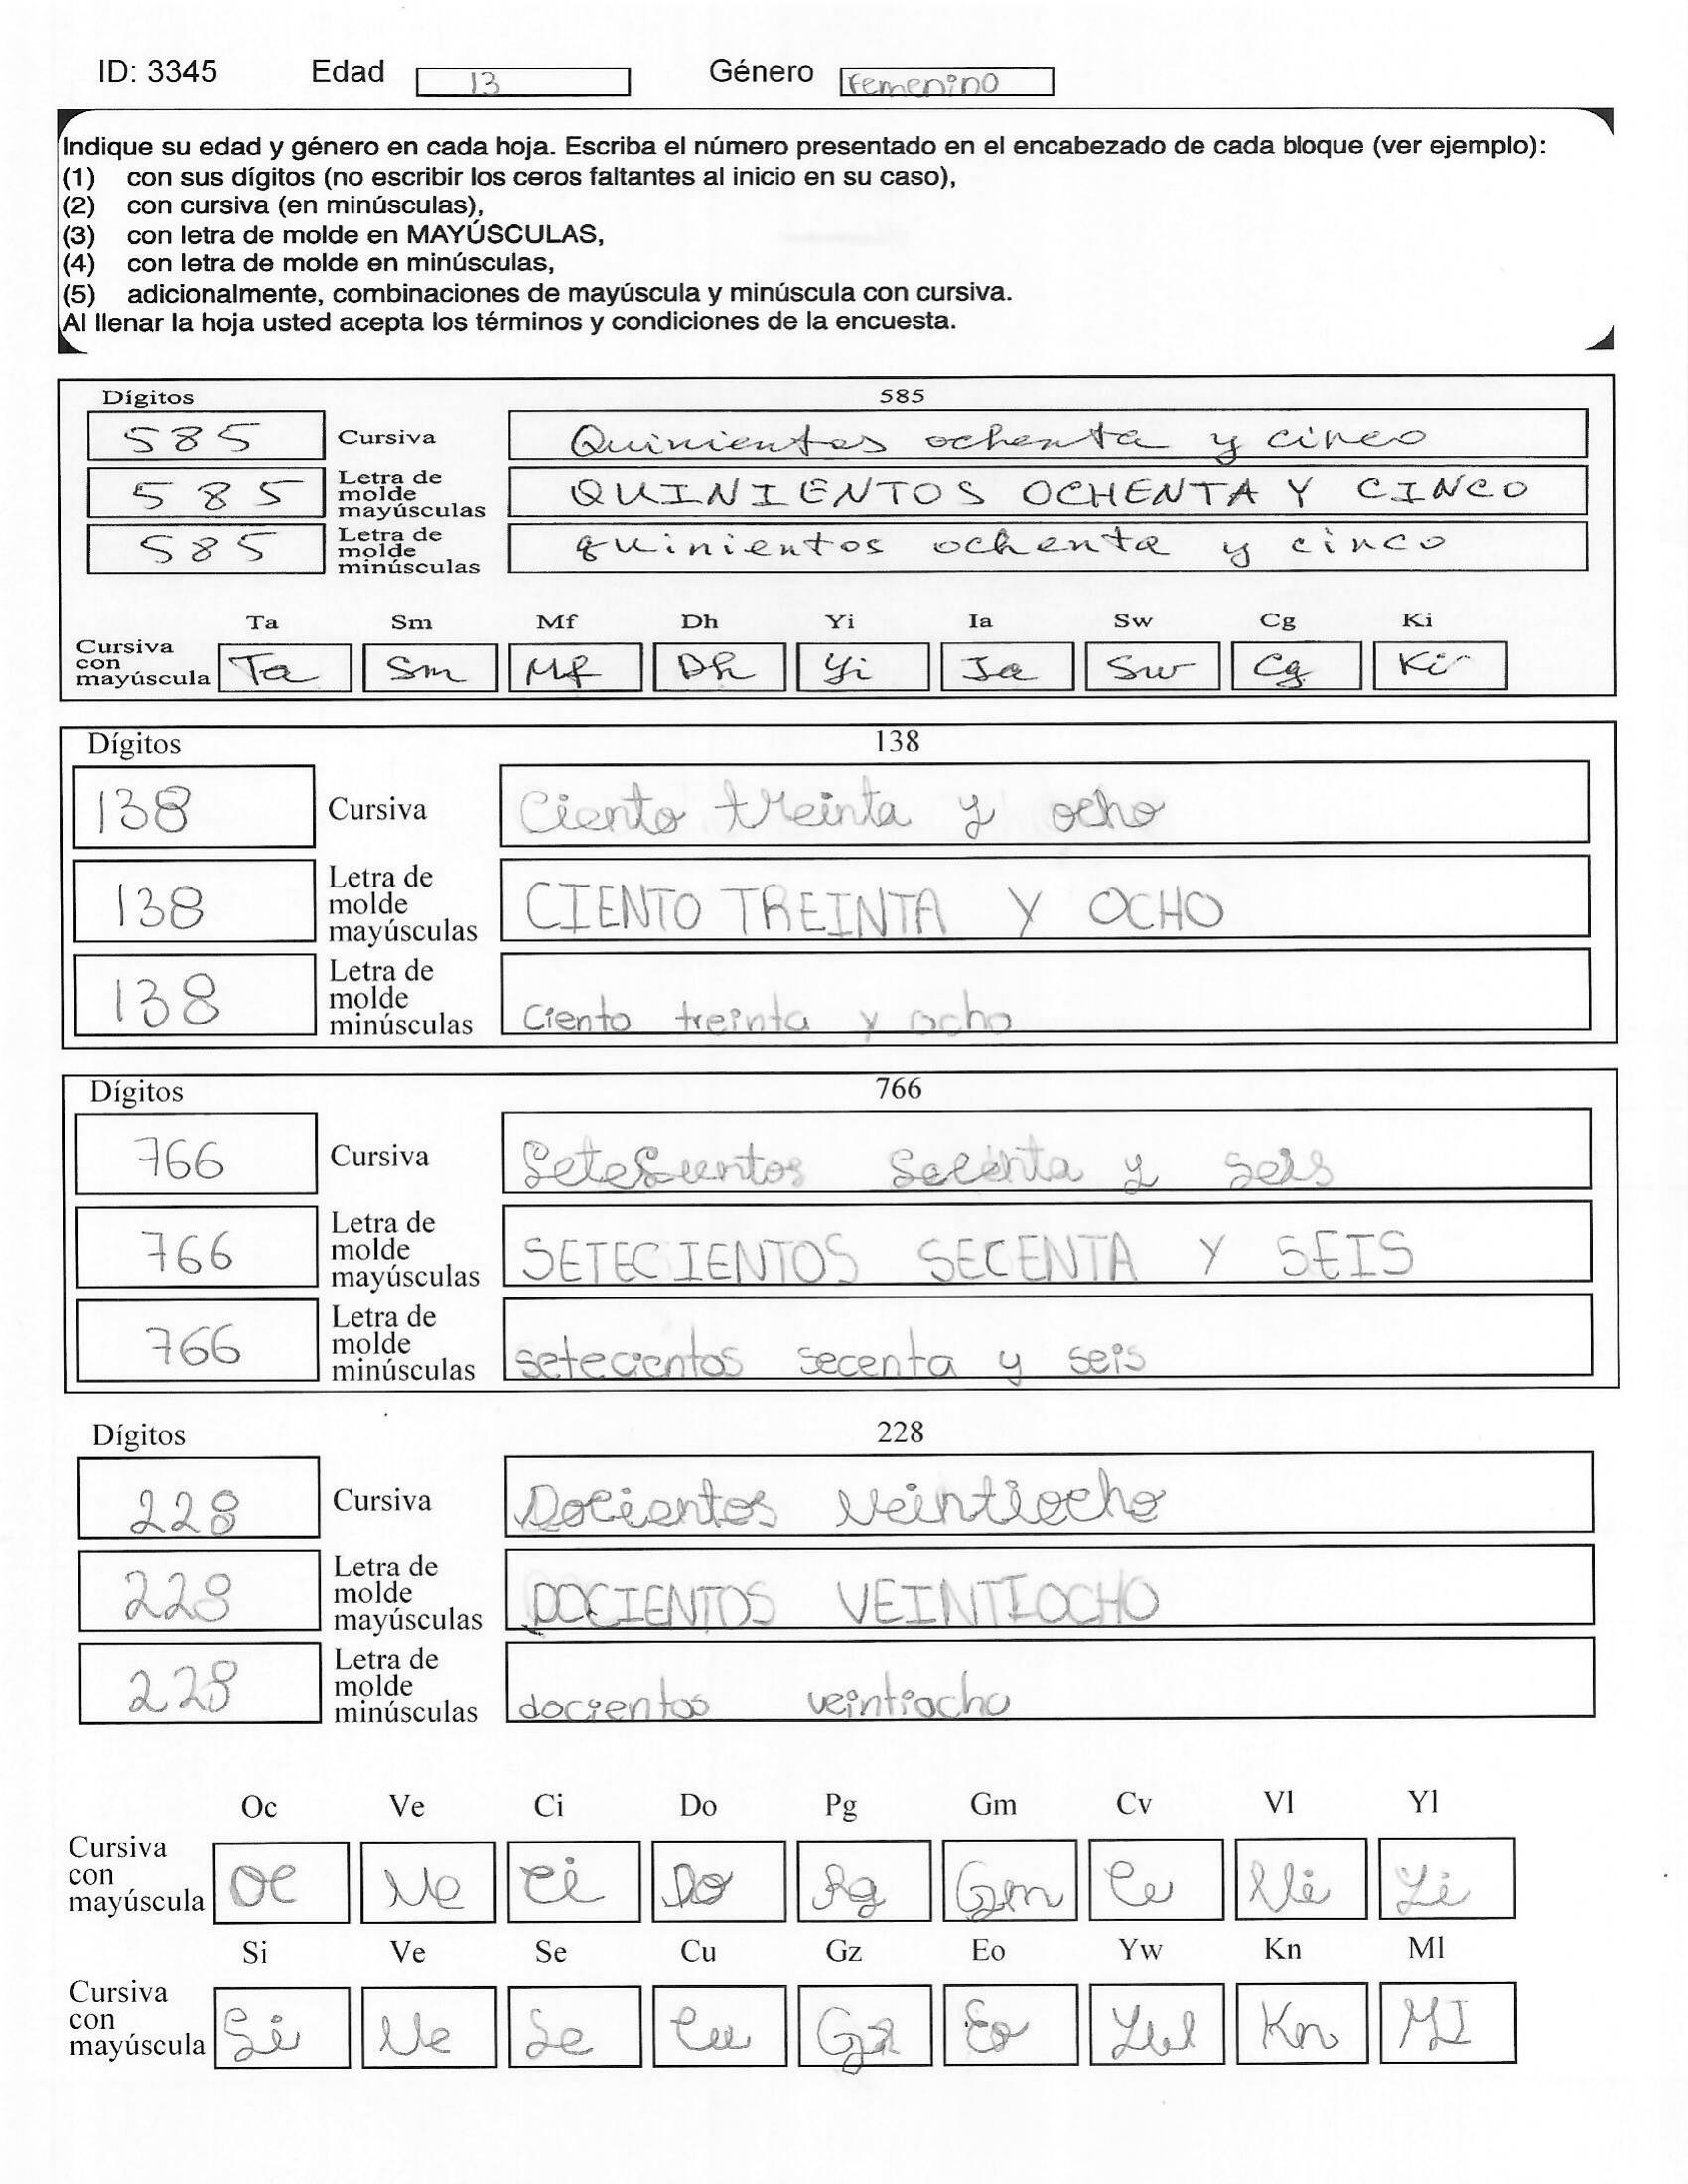 ID: 3345 Edad 13 Género femenino
Indique su edad y género en cada hoja. Escriba el número presentado en el encabezado de cada bloque (ver ejemplo):
(1) con sus dígitos (no escribir los ceros faltantes al inicio en su caso),
(2) con cursiva (en minúsculas),
(3) con letra de molde en MAYÚSCULAS,
(4) con letra de molde en minúsculas,
(5) adicionalmente, combinaciones de mayúscula y minúscula con cursiva.
Al llenar la hoja usted acepta los términos y condiciones de la encuesta.
Dígitos 585
585 Cursiva Quinientos ochenta y cinco
585 Letra de molde mayúsculas QUINIENTOS OCHENTA Y CINCO
585 Letra de molde minúsculas quinientos ochenta y cinco
Ta Sm Mf Dh Yi Ia Sw Cg Ki
Cursiva con mayúscula Ta Sm Mf Dh Yi Ia Sw Cg Ki
Dígitos 138
138 Cursiva Ciento treinta y ocho
138 Letra de molde mayúsculas CIENTO TREINTA Y OCHO
138 Letra de molde minúsculas ciento treinta y ocho
Dígitos 766
766 Cursiva Secenta y seis
766 Letra de molde mayúsculas SETECIENTOS SECENTA Y SEIS
766 Letra de molde minúsculas setecientos secenta y seis
Dígitos 228
228 Cursiva Docientos Veintiocho
228 Letra de molde mayúsculas DOCIENTOS VEINTIOCHO
228 Letra de molde minúsculas docientos veintiocho
Oc Ve Ci Do Pg Gm Cv Vl Yl
Cursiva con mayúscula Oc Ve Ci Do Pg Gm Cv Vi Yi
Si Ve Se Cu Gz Eo Yw Kn Ml
Cursiva con mayúscula Si Ve Se Cu Gz Eo Yw Kn MI